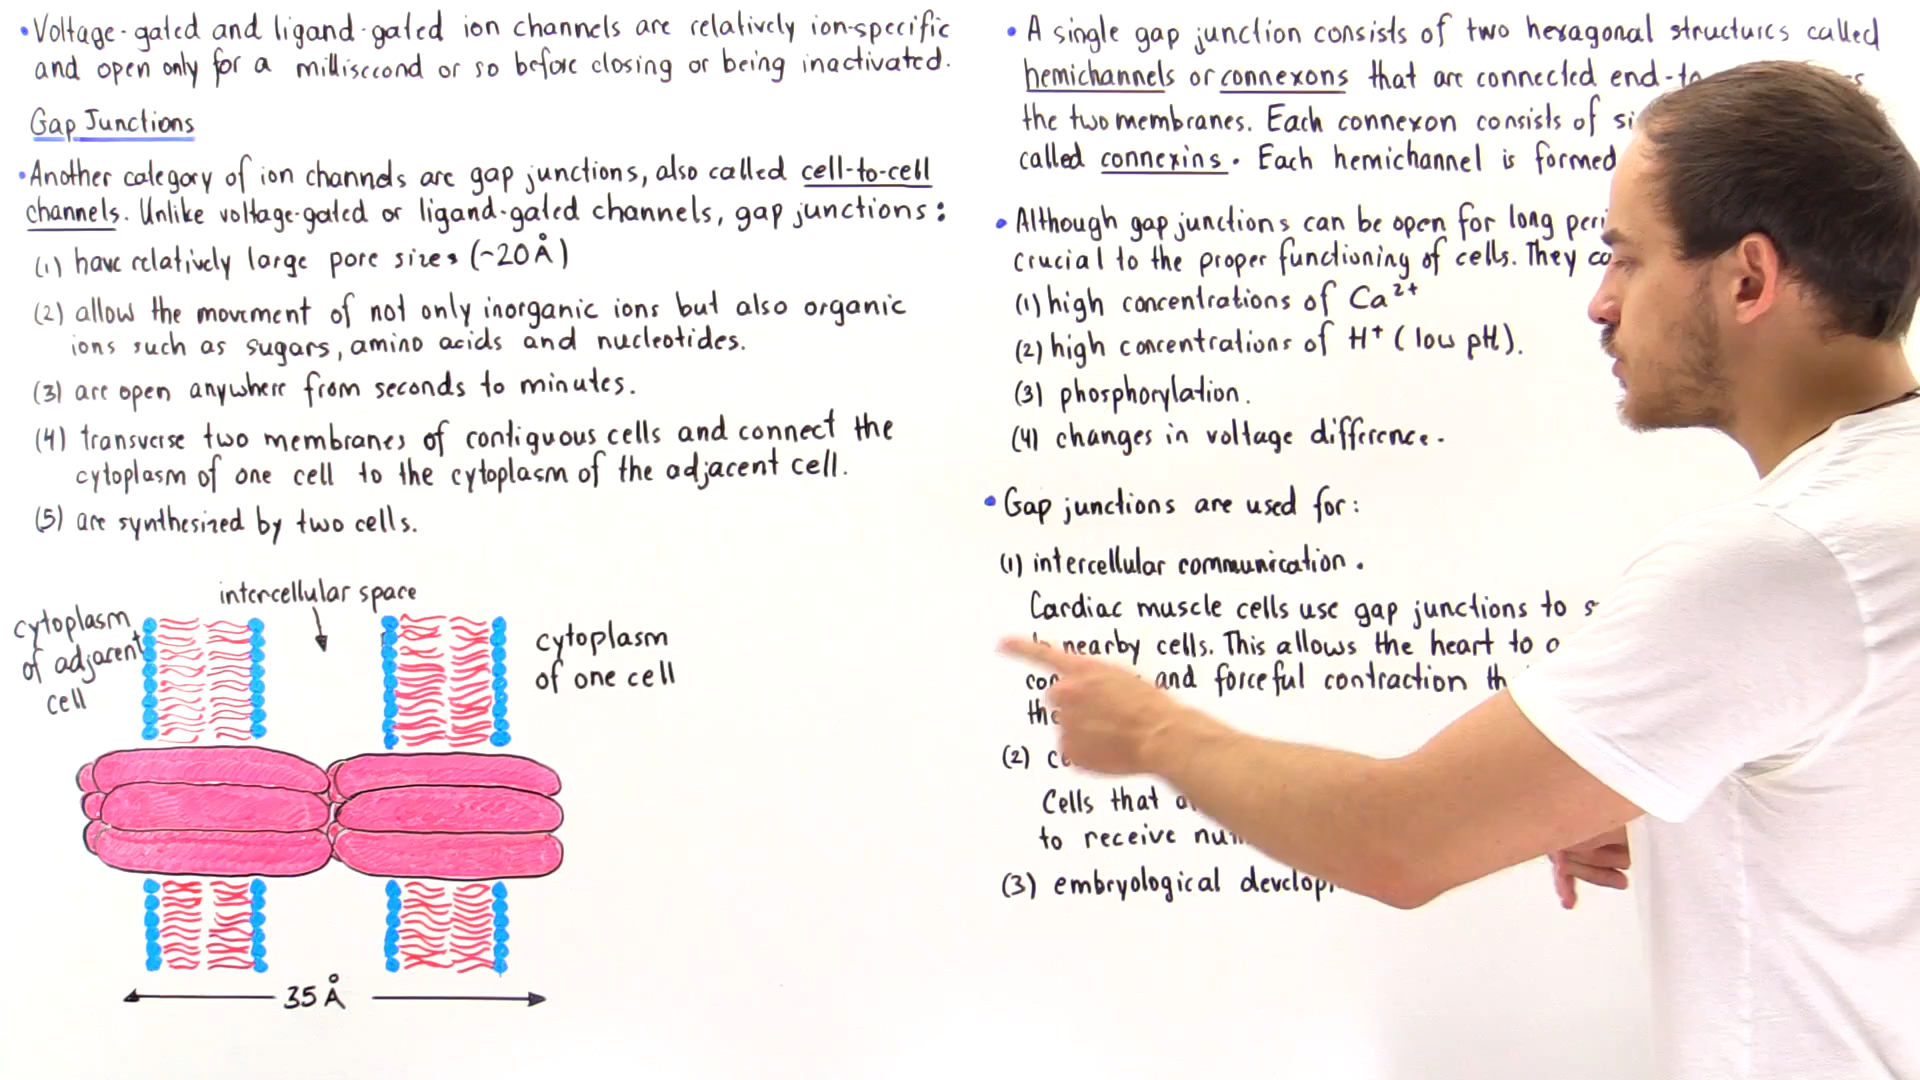 • Voltage-gated and ligand-gated ion channels are relatively ion-specific
and open only for a millisecond or so before closing or being inactivated.
Gap Junctions
• Another category of ion channels are gap junctions, also called cell-to-cell
channels. Unlike voltage-gated or ligand-gated channels, gap junctions:
(1) have relatively large pore sizes (~20Å)
(2) allow the movement of not only inorganic ions but also organic
ions such as sugars, amino acids and nucleotides.
(3) are open anywhere from seconds to minutes.
(4) transverse two membranes of contiguous cells and connect the
cytoplasm of one cell to the cytoplasm of the adjacent cell.
(5) are synthesized by two cells.
intercellular space
cytoplasm
of adjacent
cell
cytoplasm
of one cell
35 Å
• A single gap junction consists of two hexagonal structures called
hemichannels or connexons that are connected end-to
the two membranes. Each connexon consists of
called connexins. Each hemichannel is formed
• Although gap junctions can be open for long
crucial to the proper functioning of cells. They
(1) high concentrations of Ca²⁺
(2) high concentrations of H⁺ (low pH).
(3) phosphorylation.
(4) changes in voltage difference.
• Gap junctions are used for:
(1) intercellular communication.
Cardiac muscle cells use gap junctions to
nearby cells. This allows the heart to
and forceful contraction
(2)
Cells that
to receive
(3) embryological